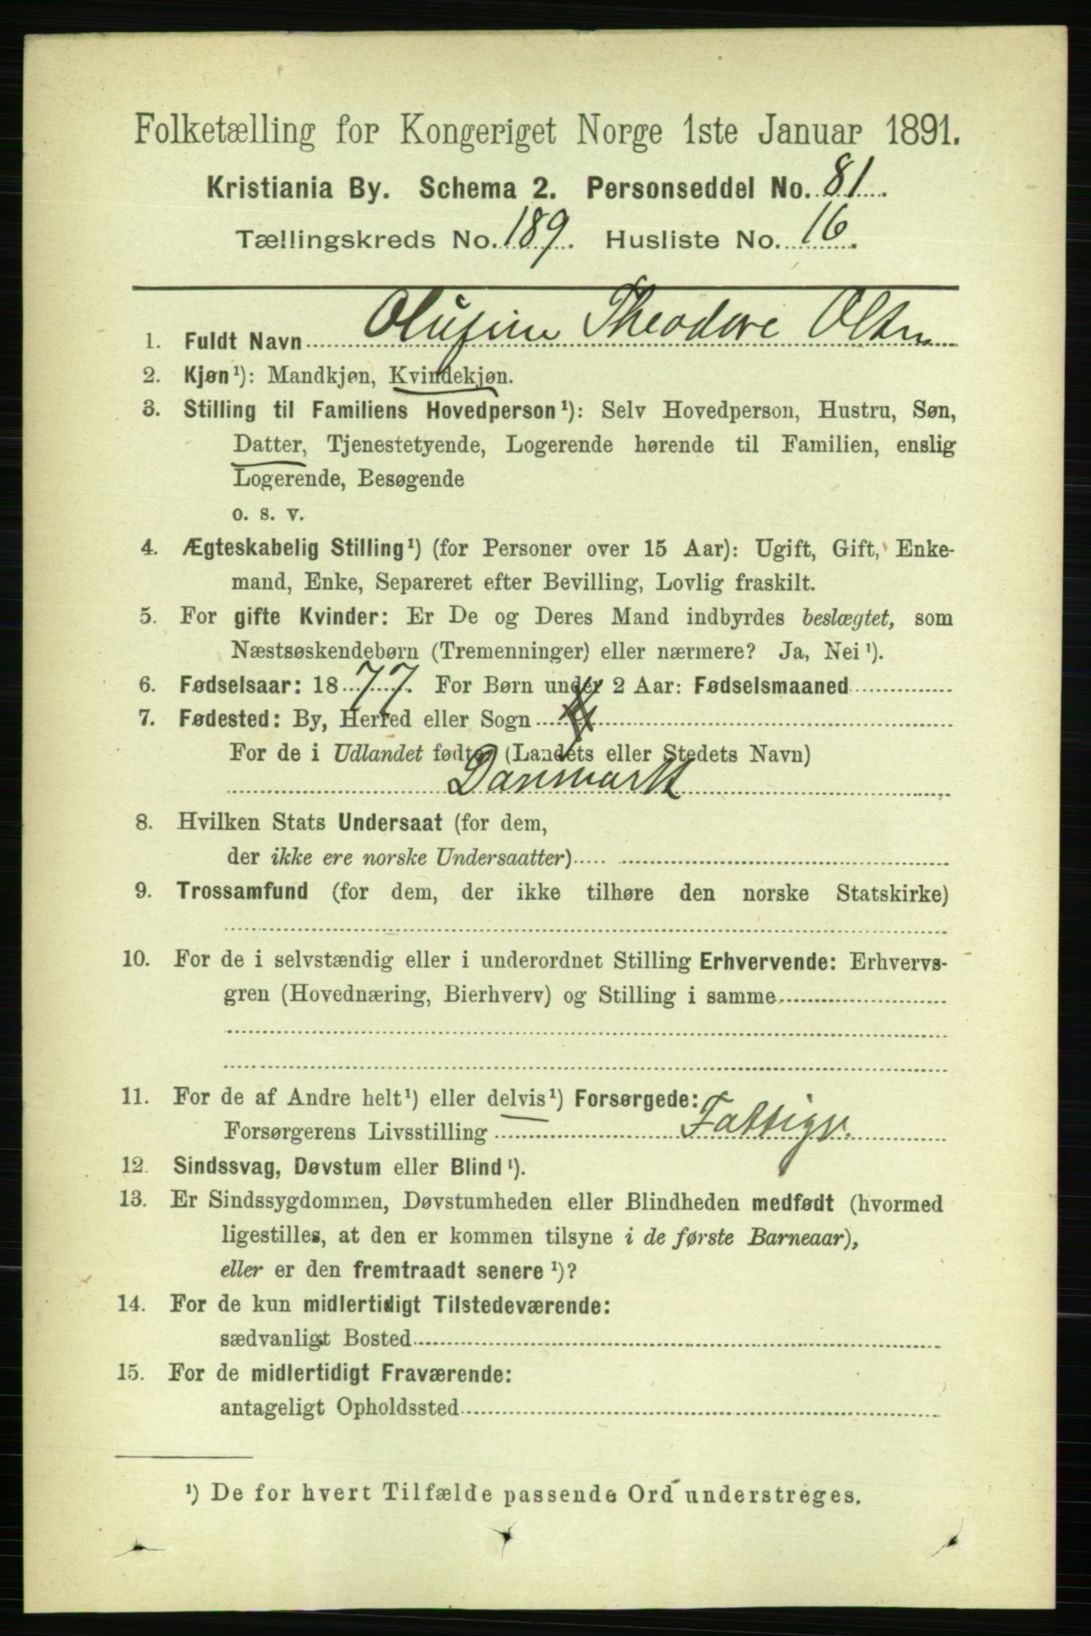 Folketælling for Kongeriget Norge 1ste Januar 1891.
Kristiania By. Schema 2. Personseddel No. 81.
Tællingskreds No. 189. Husliste No. 16.
1. Fuldt Navn Olufine Theodore Olsen
2. Kjøn¹): Mandkjøn, Kvindekjøn.
3. Stilling til Familiens Hovedperson¹): Selv Hovedperson, Hustru, Søn,
Datter, Tjenestetyende, Logerende hørende til Familien, enslig
Logerende, Besøgende
o. s. v.
4. Ægteskabelig Stilling¹) (for Personer over 15 Aar): Ugift, Gift, Enke-
mand, Enke, Separeret efter Bevilling, Lovlig fraskilt.
5. For gifte Kvinder: Er De og Deres Mand indbyrdes beslægtet, som
Næstsøskendebørn (Tremenninger) eller nærmere? Ja, Nei¹).
6. Fødselsaar: 1877. For Børn under 2 Aar: Fødselsmaaned
7. Fødested: By, Herred eller Sogn
For de i Udlandet fødte (Landets eller Stedets Navn)
Danmark
8. Hvilken Stats Undersaat (for dem,
der ikke ere norske Undersaatter)
9. Trossamfund (for dem, der ikke tilhøre den norske Statskirke)
10. For de i selvstændig eller i underordnet Stilling Erhvervende: Erhvervs-
gren (Hovednæring, Bierhverv) og Stilling i samme
11. For de af Andre helt¹) eller delvis¹) Forsørgede:
Forsørgerens Livsstilling Fattigv.
12. Sindssvag, Døvstum eller Blind¹).
13. Er Sindssygdommen, Døvstumheden eller Blindheden medfødt (hvormed
ligestilles, at den er kommen tilsyne i de første Barneaar),
eller er den fremtraadt senere¹)?
14. For de kun midlertidigt Tilstedeværende:
sædvanligt Bosted
15. For de midlertidigt Fraværende:
antageligt Opholdssted
¹) De for hvert Tilfælde passende Ord understreges.